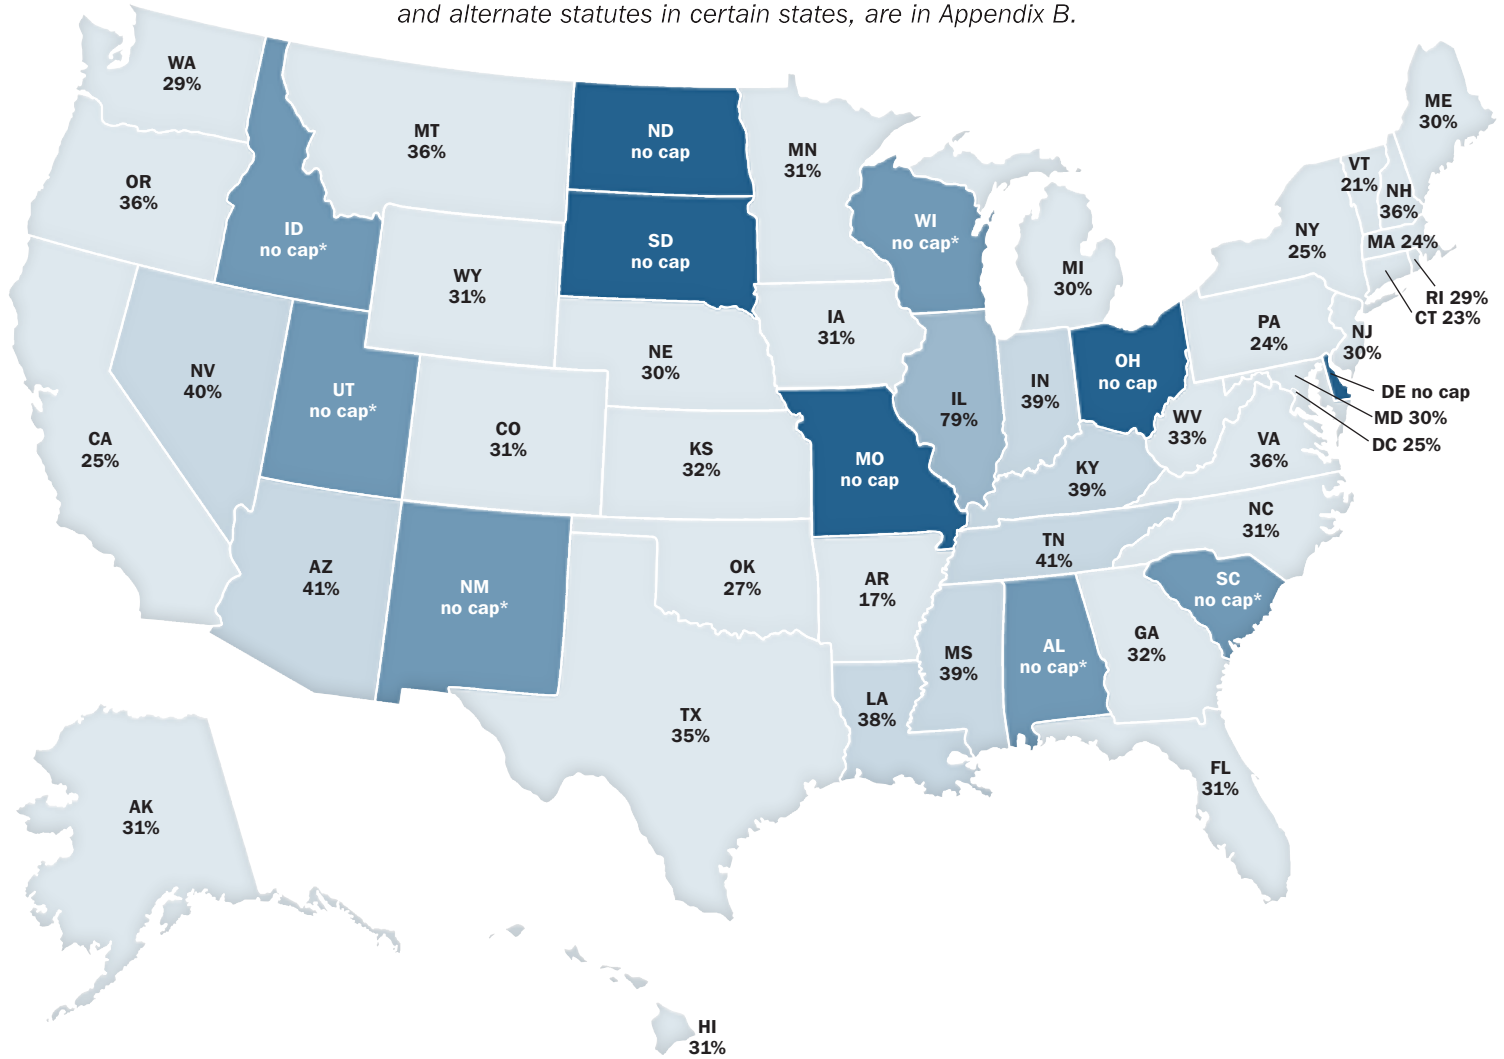 and alternate statutes in certain states, are in Appendix B.
WA
29%
OR
36%
ID
no cap*
MT
36%
ND
no cap
MN
31%
SD
no cap
WI
no cap*
WY
31%
MI
30%
ME
30%
VT
21%
NH
36%
NY
25%
MA 24%
RI 29%
CT 23%
NV
40%
UT
no cap*
CA
25%
CO
31%
NE
30%
IA
31%
KS
32%
IL
79%
IN
39%
OH
no cap
PA
24%
NJ
30%
DE no cap
MD 30%
DC 25%
WV
33%
VA
36%
MO
no cap
KY
39%
NC
31%
TN
41%
AZ
41%
NM
no cap*
OK
27%
AR
17%
SC
no cap*
MS
39%
AL
no cap*
GA
32%
LA
38%
TX
35%
FL
31%
AK
31%
HI
31%